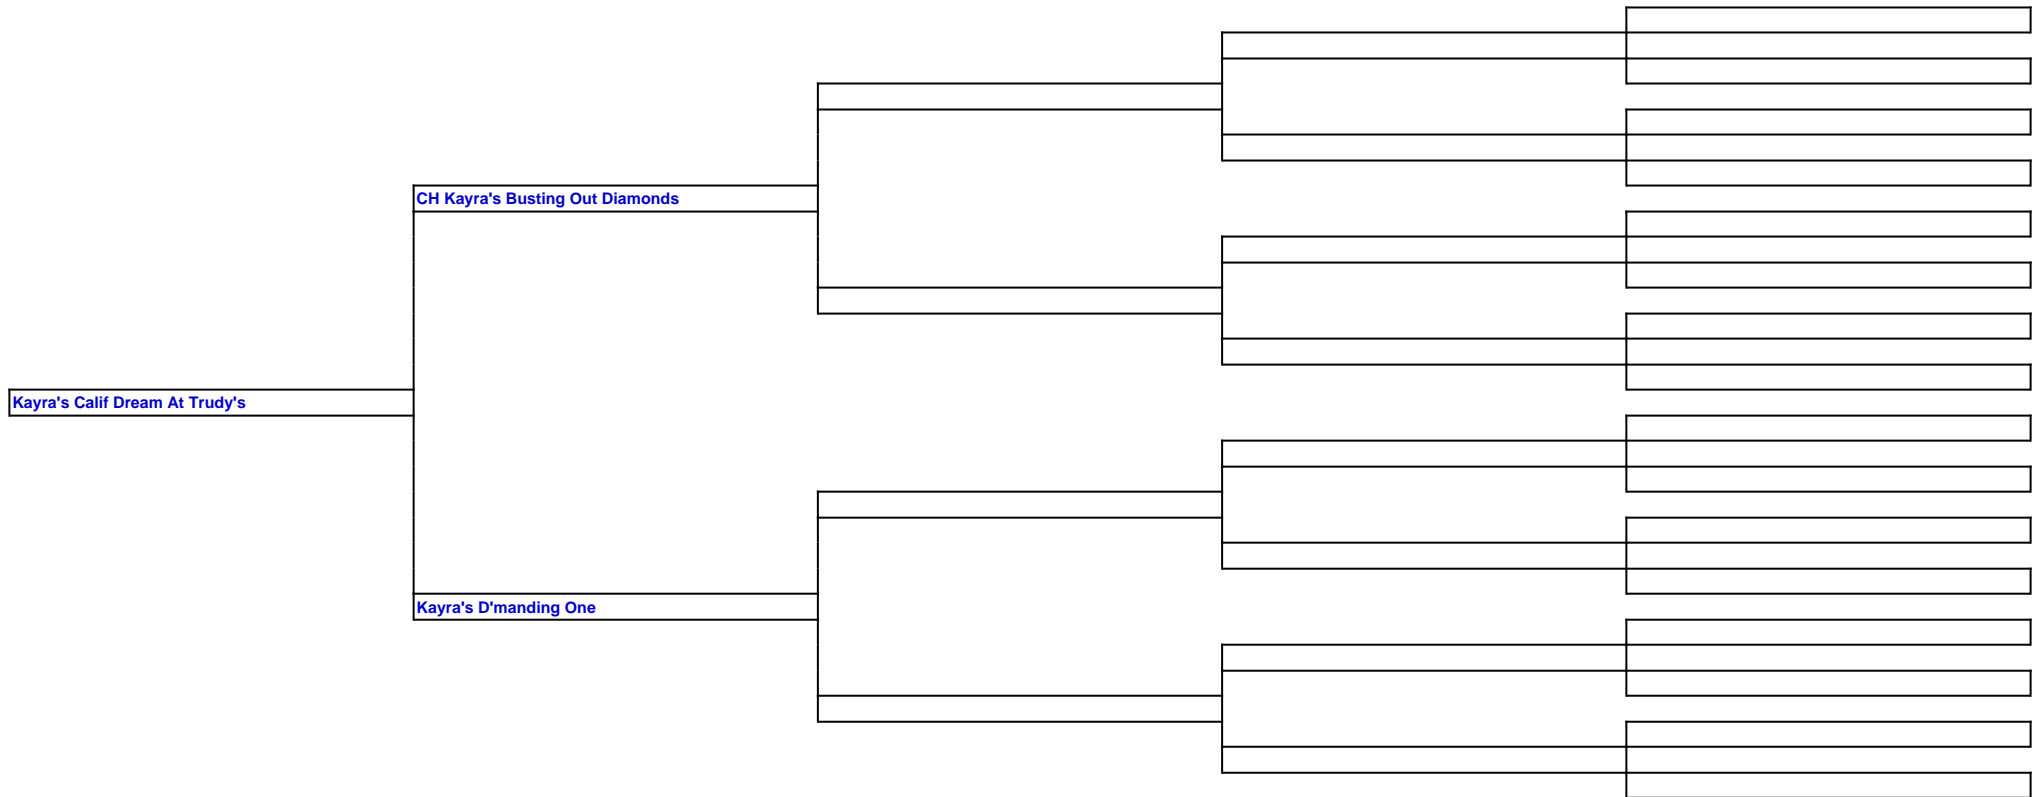 CH Kayra's Busting Out Diamonds
Kayra's Calif Dream At Trudy's
Kayra's D'manding One